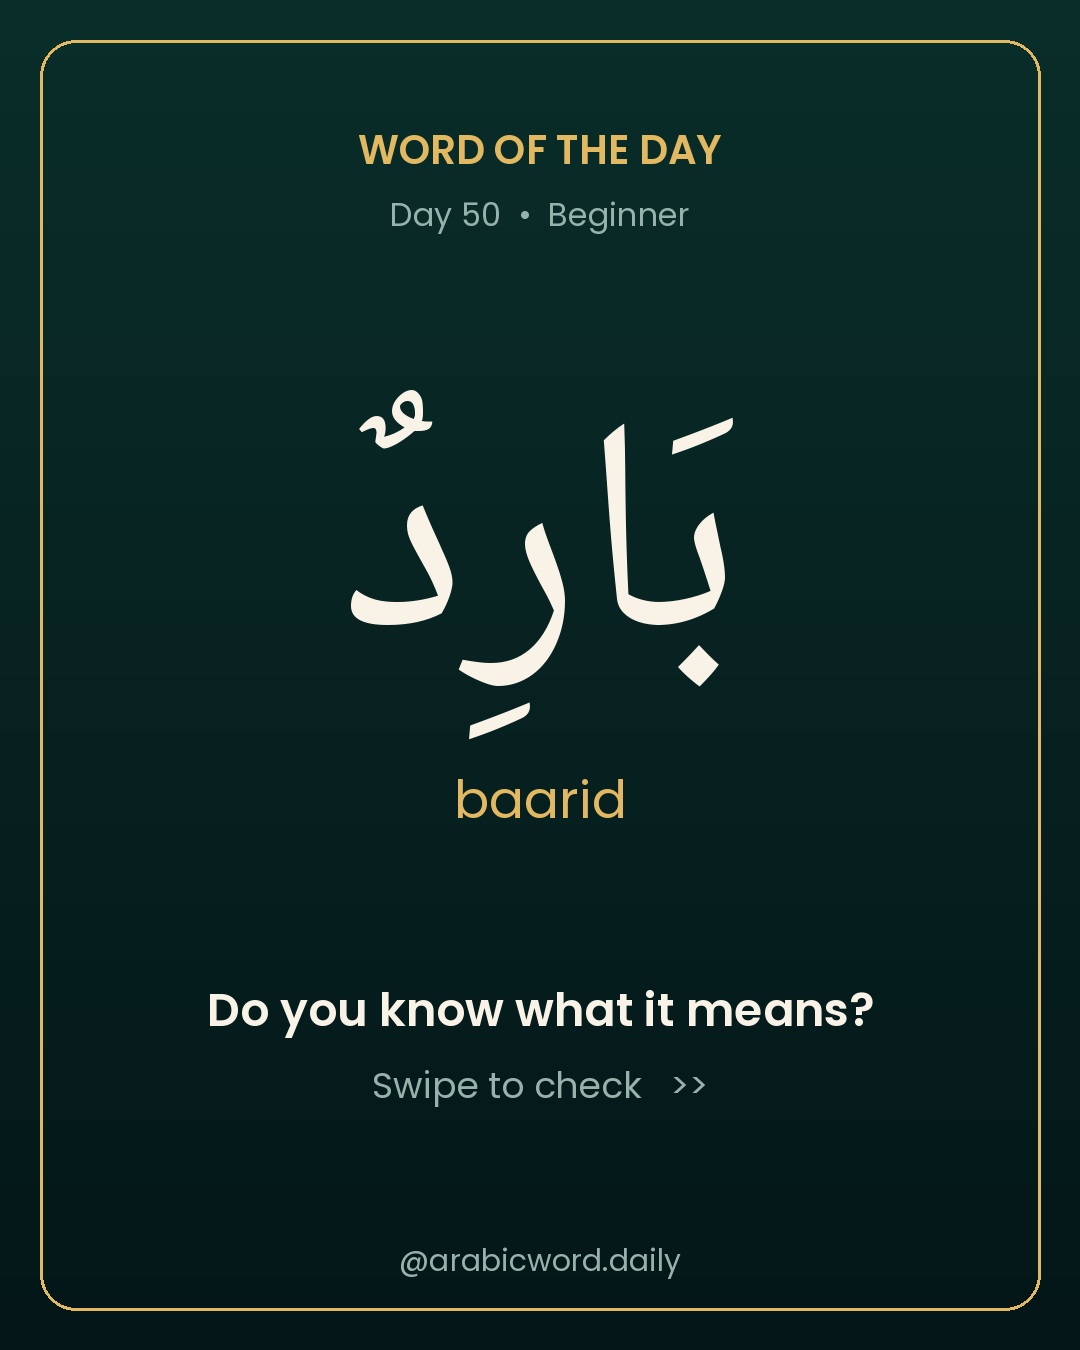 WORD OF THE DAY
Day 50 • Beginner
بَارِدٌ
baarid
Do you know what it means?
Swipe to check >>
@arabicword.daily